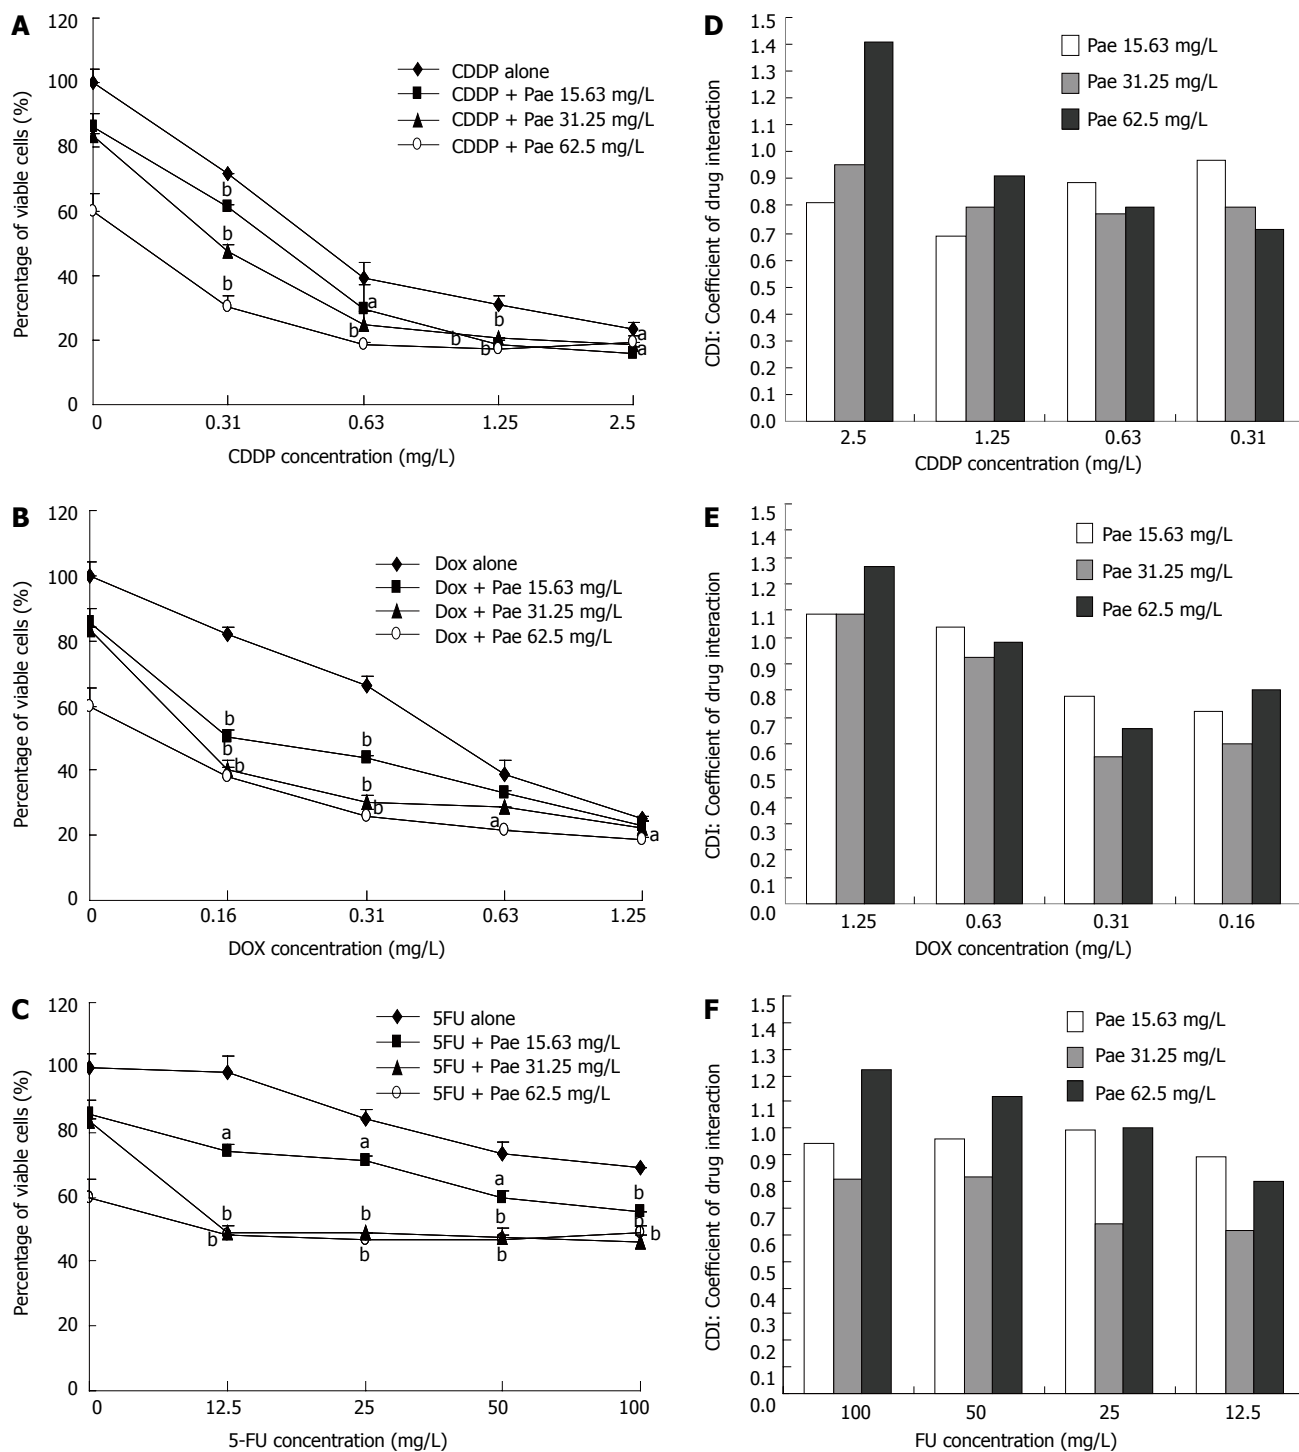 A
Percentage of viable cells (%)
120
100
80
60
40
20
0
CDDP alone
CDDP + Pae 15.63 mg/L
CDDP + Pae 31.25 mg/L
CDDP + Pae 62.5 mg/L
b
b
b
a
b
b
b
b
a
a
0 0.31 0.63 1.25 2.5
CDDP concentration (mg/L)
D
CDI: Coefficient of drug interaction
1.5
1.4
1.3
1.2
1.1
1.0
0.9
0.8
0.7
0.6
0.5
0.4
0.3
0.2
0.1
0.0
Pae 15.63 mg/L
Pae 31.25 mg/L
Pae 62.5 mg/L
2.5 1.25 0.63 0.31
CDDP concentration (mg/L)
B
Percentage of viable cells (%)
120
100
80
60
40
20
0
Dox alone
Dox + Pae 15.63 mg/L
Dox + Pae 31.25 mg/L
Dox + Pae 62.5 mg/L
b
b
b
b
b
b
a
a
0 0.16 0.31 0.63 1.25
DOX concentration (mg/L)
E
CDI: Coefficient of drug interaction
1.5
1.4
1.3
1.2
1.1
1.0
0.9
0.8
0.7
0.6
0.5
0.4
0.3
0.2
0.1
0.0
Pae 15.63 mg/L
Pae 31.25 mg/L
Pae 62.5 mg/L
1.25 0.63 0.31 0.16
DOX concentration (mg/L)
C
Percentage of viable cells (%)
120
100
80
60
40
20
0
5FU alone
5FU + Pae 15.63 mg/L
5FU + Pae 31.25 mg/L
5FU + Pae 62.5 mg/L
a
a
a
b
b
b
b
b
b
b
b
b
0 12.5 25 50 100
5-FU concentration (mg/L)
F
CDI: Coefficient of drug interaction
1.5
1.4
1.3
1.2
1.1
1.0
0.9
0.8
0.7
0.6
0.5
0.4
0.3
0.2
0.1
0.0
Pae 15.63 mg/L
Pae 31.25 mg/L
Pae 62.5 mg/L
100 50 25 12.5
FU concentration (mg/L)